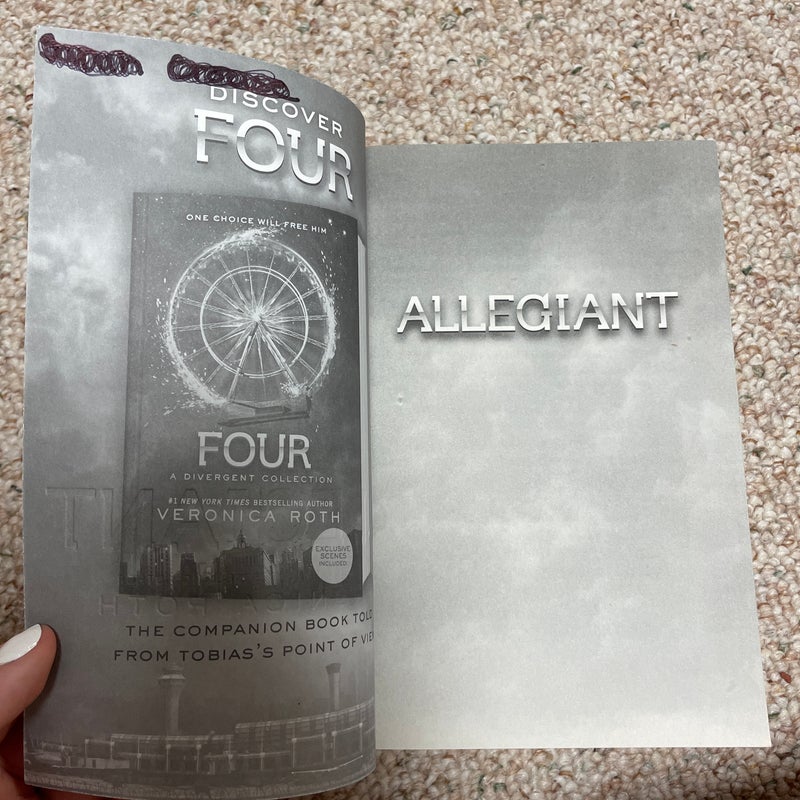 DISCOVER
FOUR
ONE CHOICE WILL FREE HIM
FOUR
A DIVERGENT COLLECTION
#1 NEW YORK TIMES BESTSELLING AUTHOR
VERONICA ROTH
EXCLUSIVE
SCENES
INCLUDED!
THE COMPANION BOOK TOLD
FROM TOBIAS'S POINT OF VIEW
ALLEGIANT